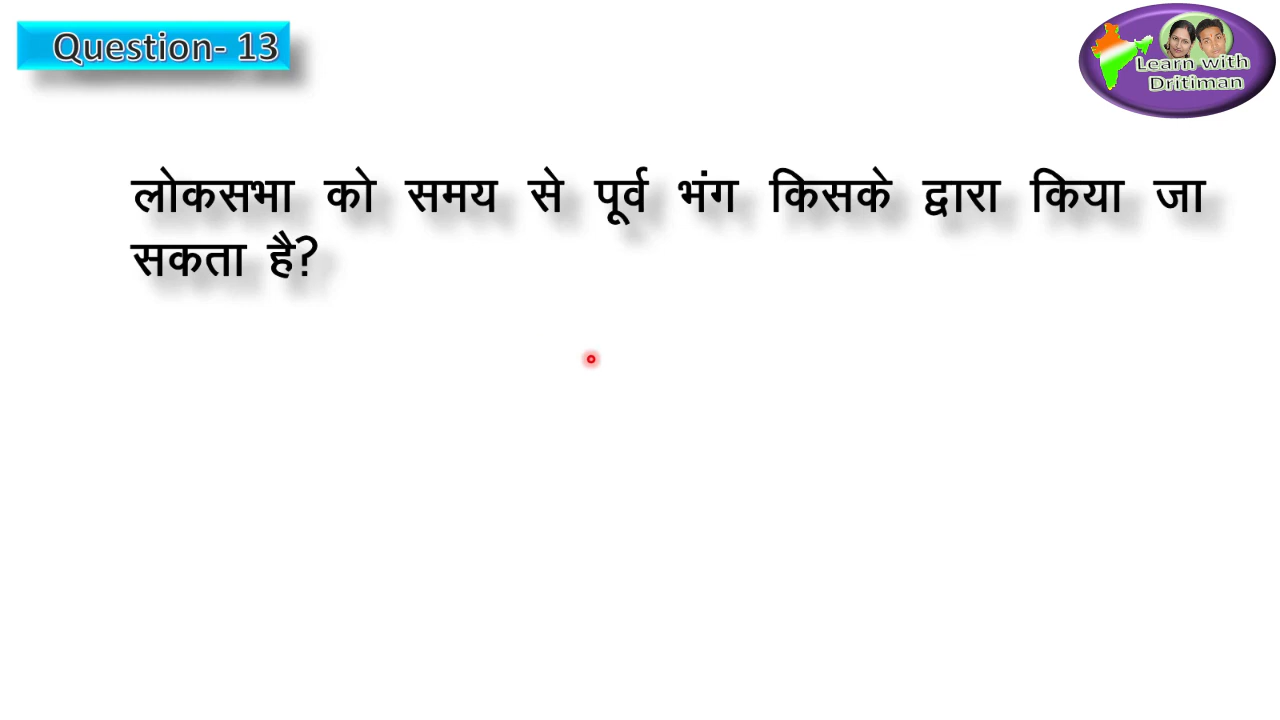 Question- 13
Learn with
Dritiman
लोकसभा को समय से पूर्व भंग किसके द्वारा किया जा
सकता है?